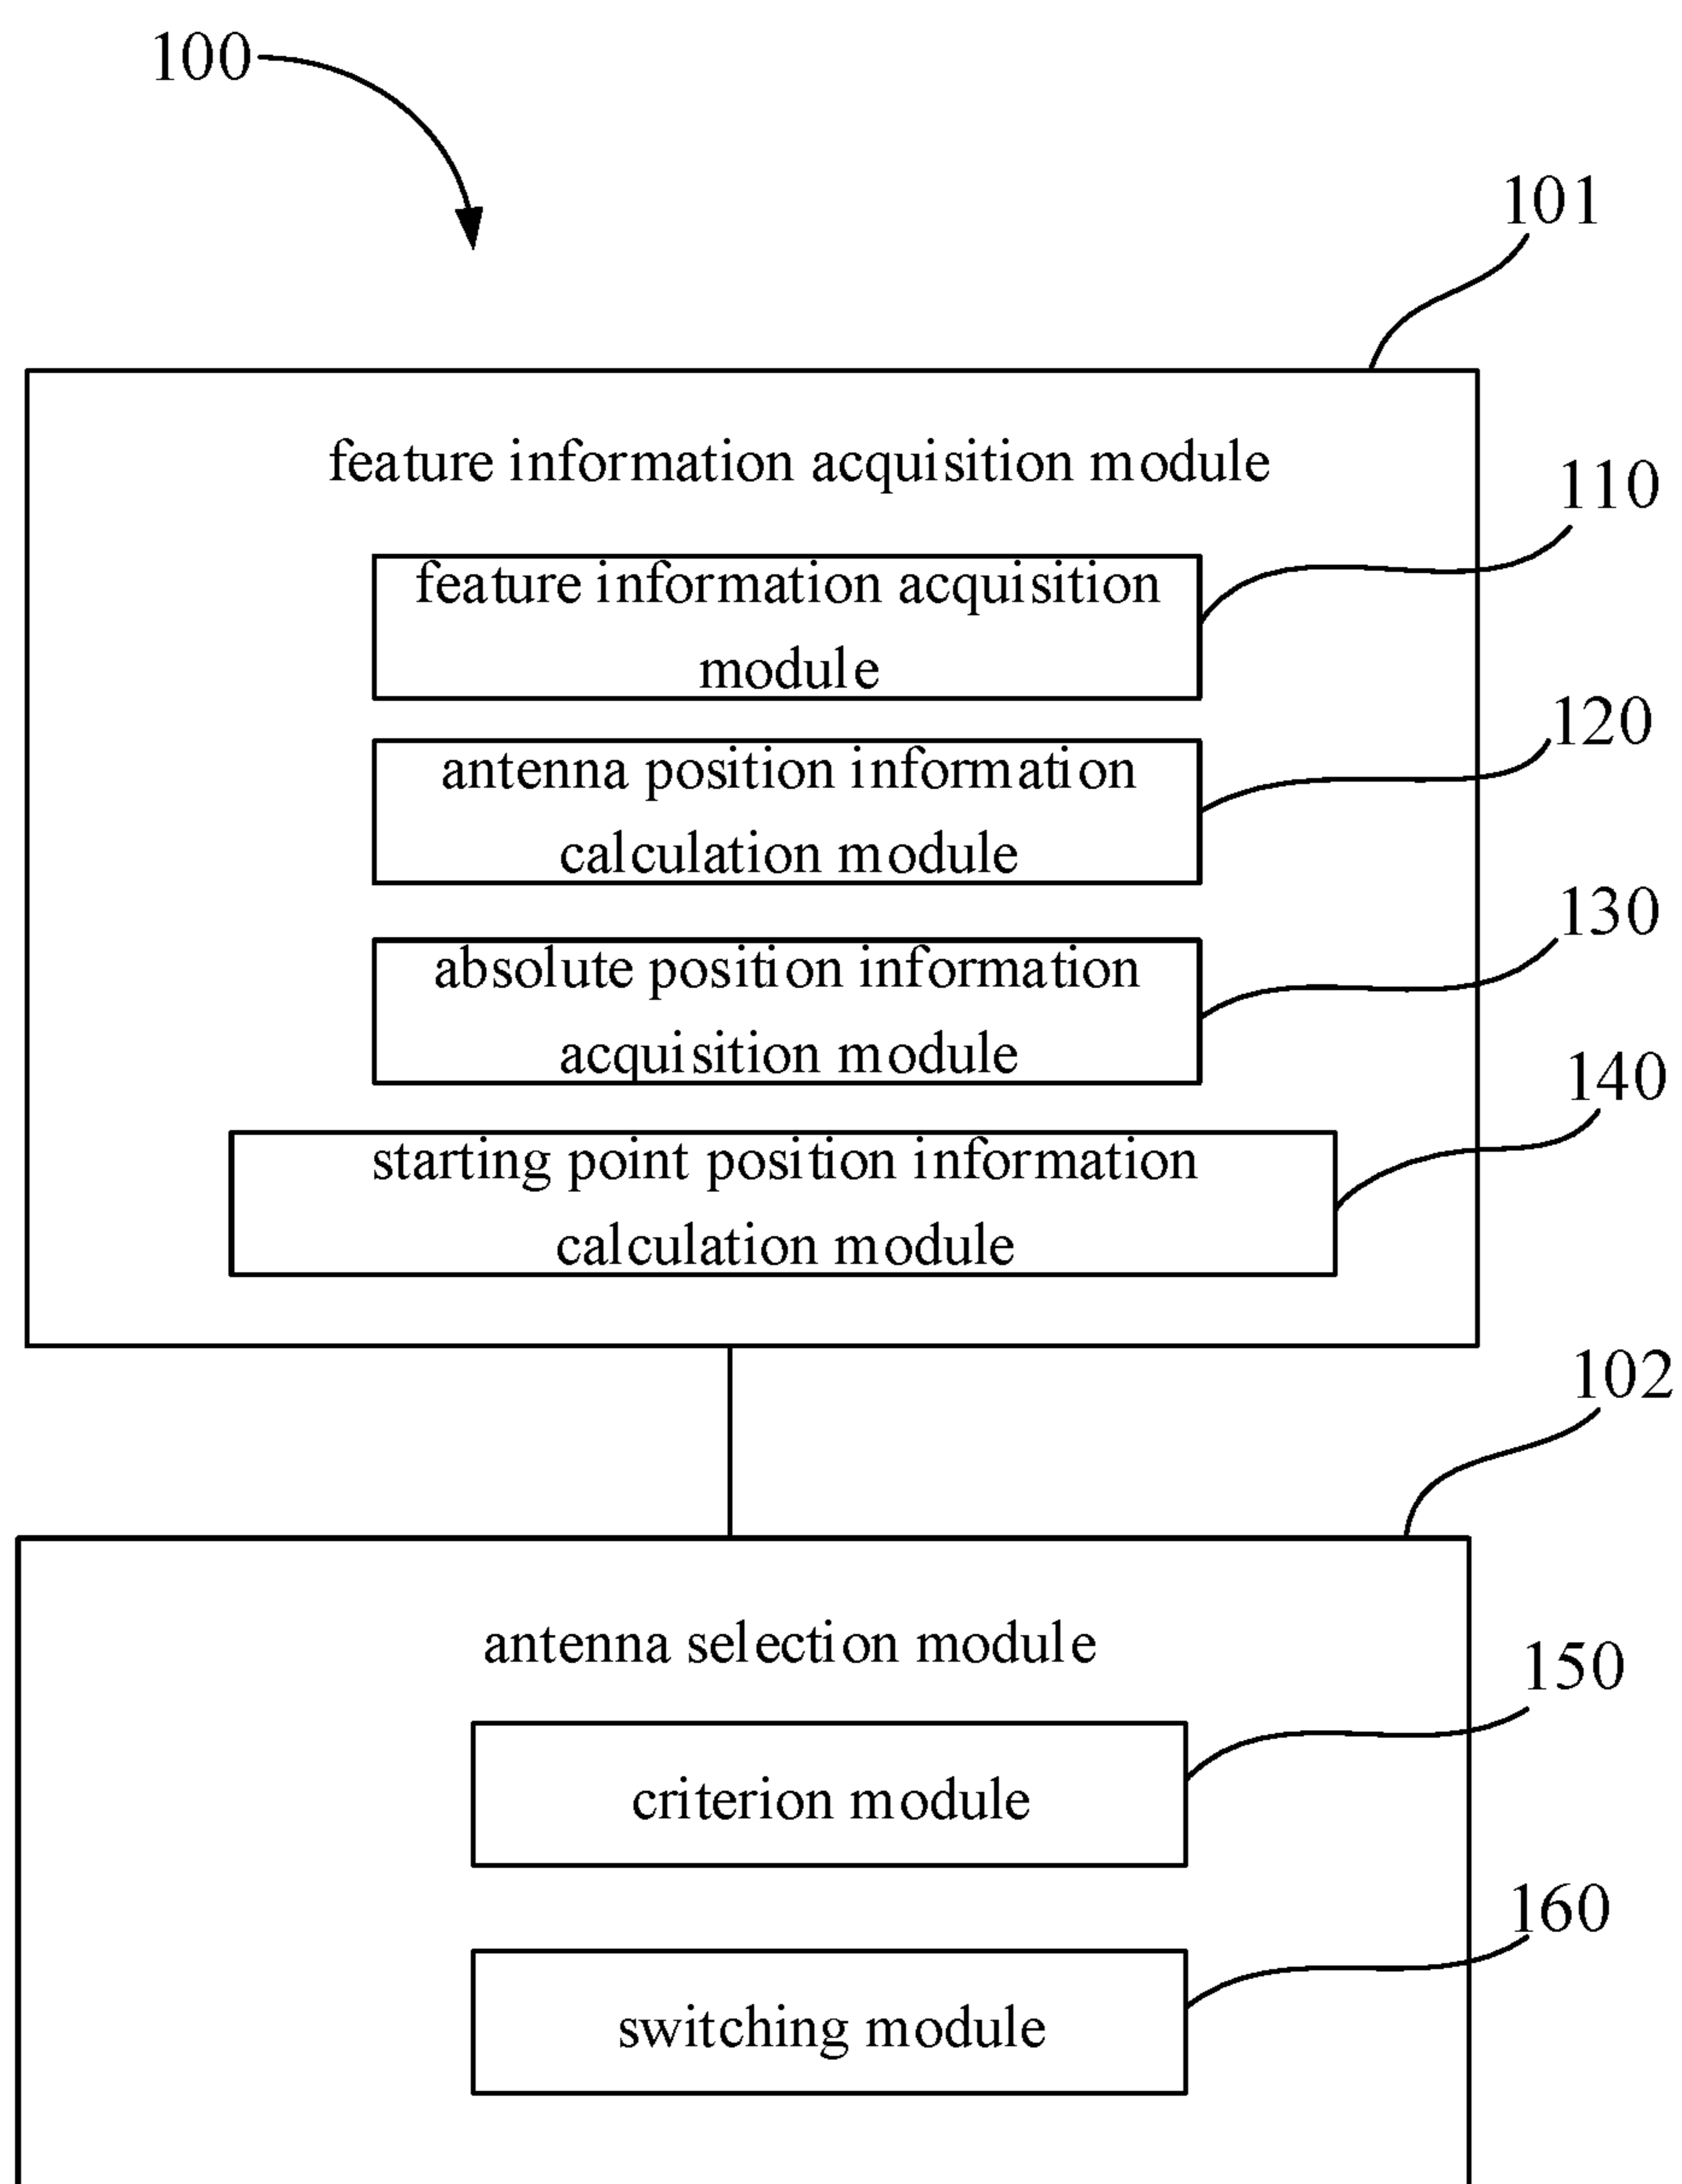 100
101
feature information acquisition module
110
feature information acquisition
module
120
antenna position information
calculation module
130
absolute position information
acquisition module
140
starting point position information
calculation module
102
antenna selection module
150
criterion module
160
switching module